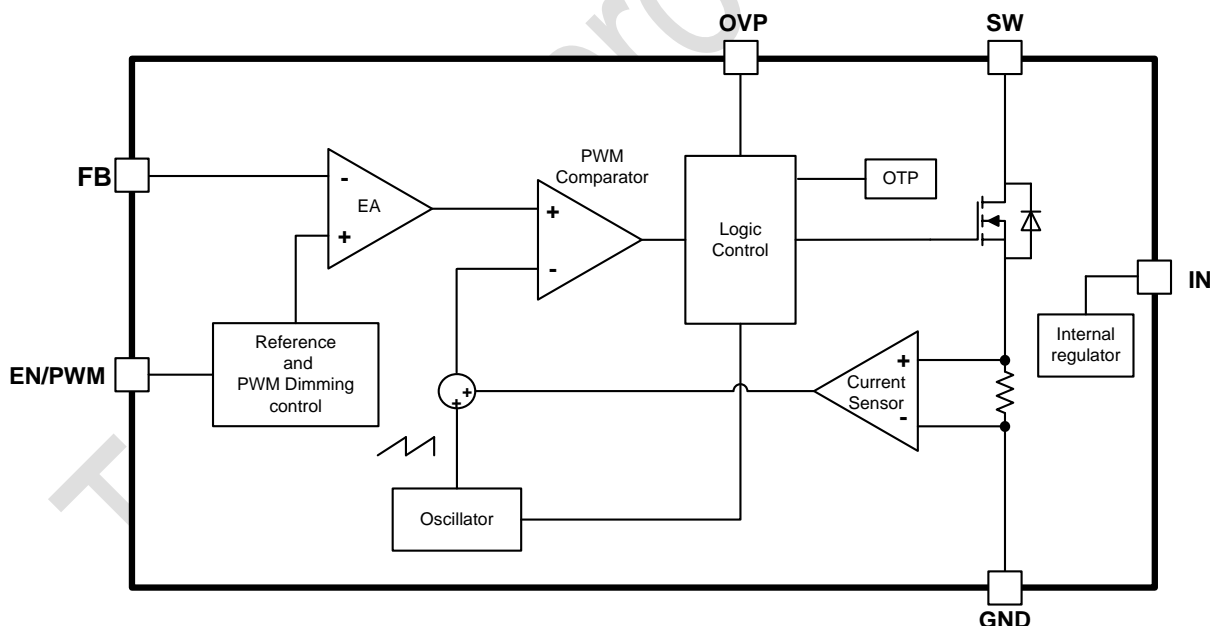 OVP
SW
FB
-
EA
+
PWM
Comparator
+
-
Logic
Control
OTP
IN
Internal
regulator
EN/PWM
Reference
and
PWM Dimming
control
+
+
+
Current
Sensor
-
Oscillator
GND